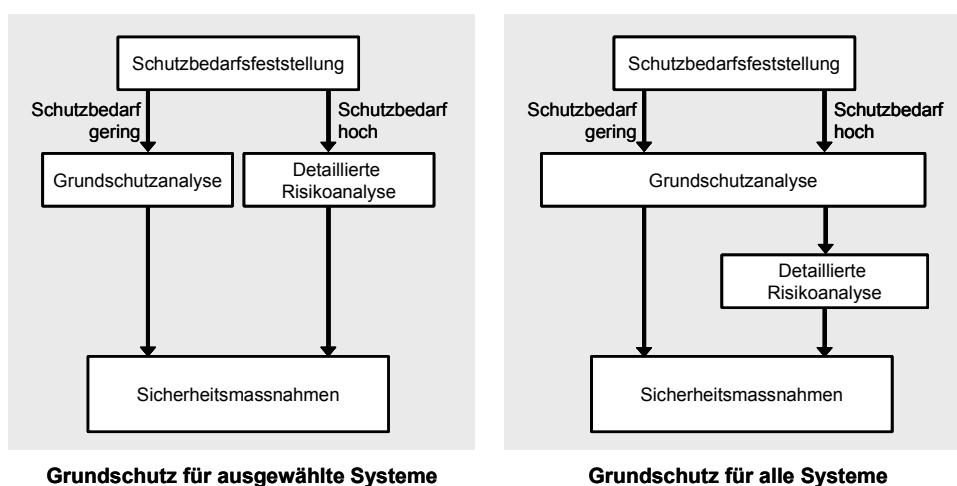 Schutzbedarfsfeststellung
Schutzbedarf
gering
Schutzbedarf
hoch
Grundschutzanalyse
Detaillierte
Risikoanalyse
Sicherheitsmassnahmen
Grundschutz für ausgewählte Systeme
Schutzbedarfsfeststellung
Schutzbedarf
gering
Schutzbedarf
hoch
Grundschutzanalyse
Detaillierte
Risikoanalyse
Sicherheitsmassnahmen
Grundschutz für alle Systeme